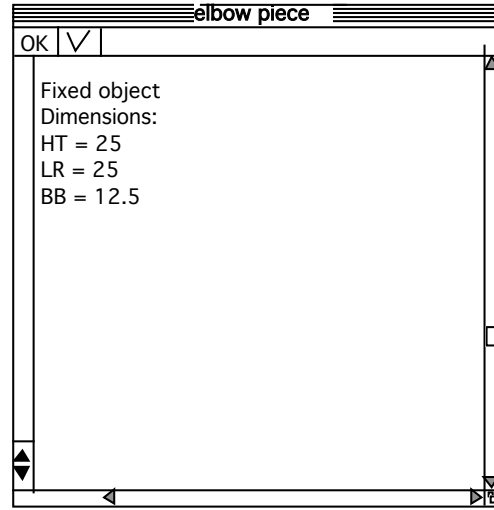 elbow piece
OK
Fixed object
Dimensions:
HT = 25
LR = 25
BB = 12.5